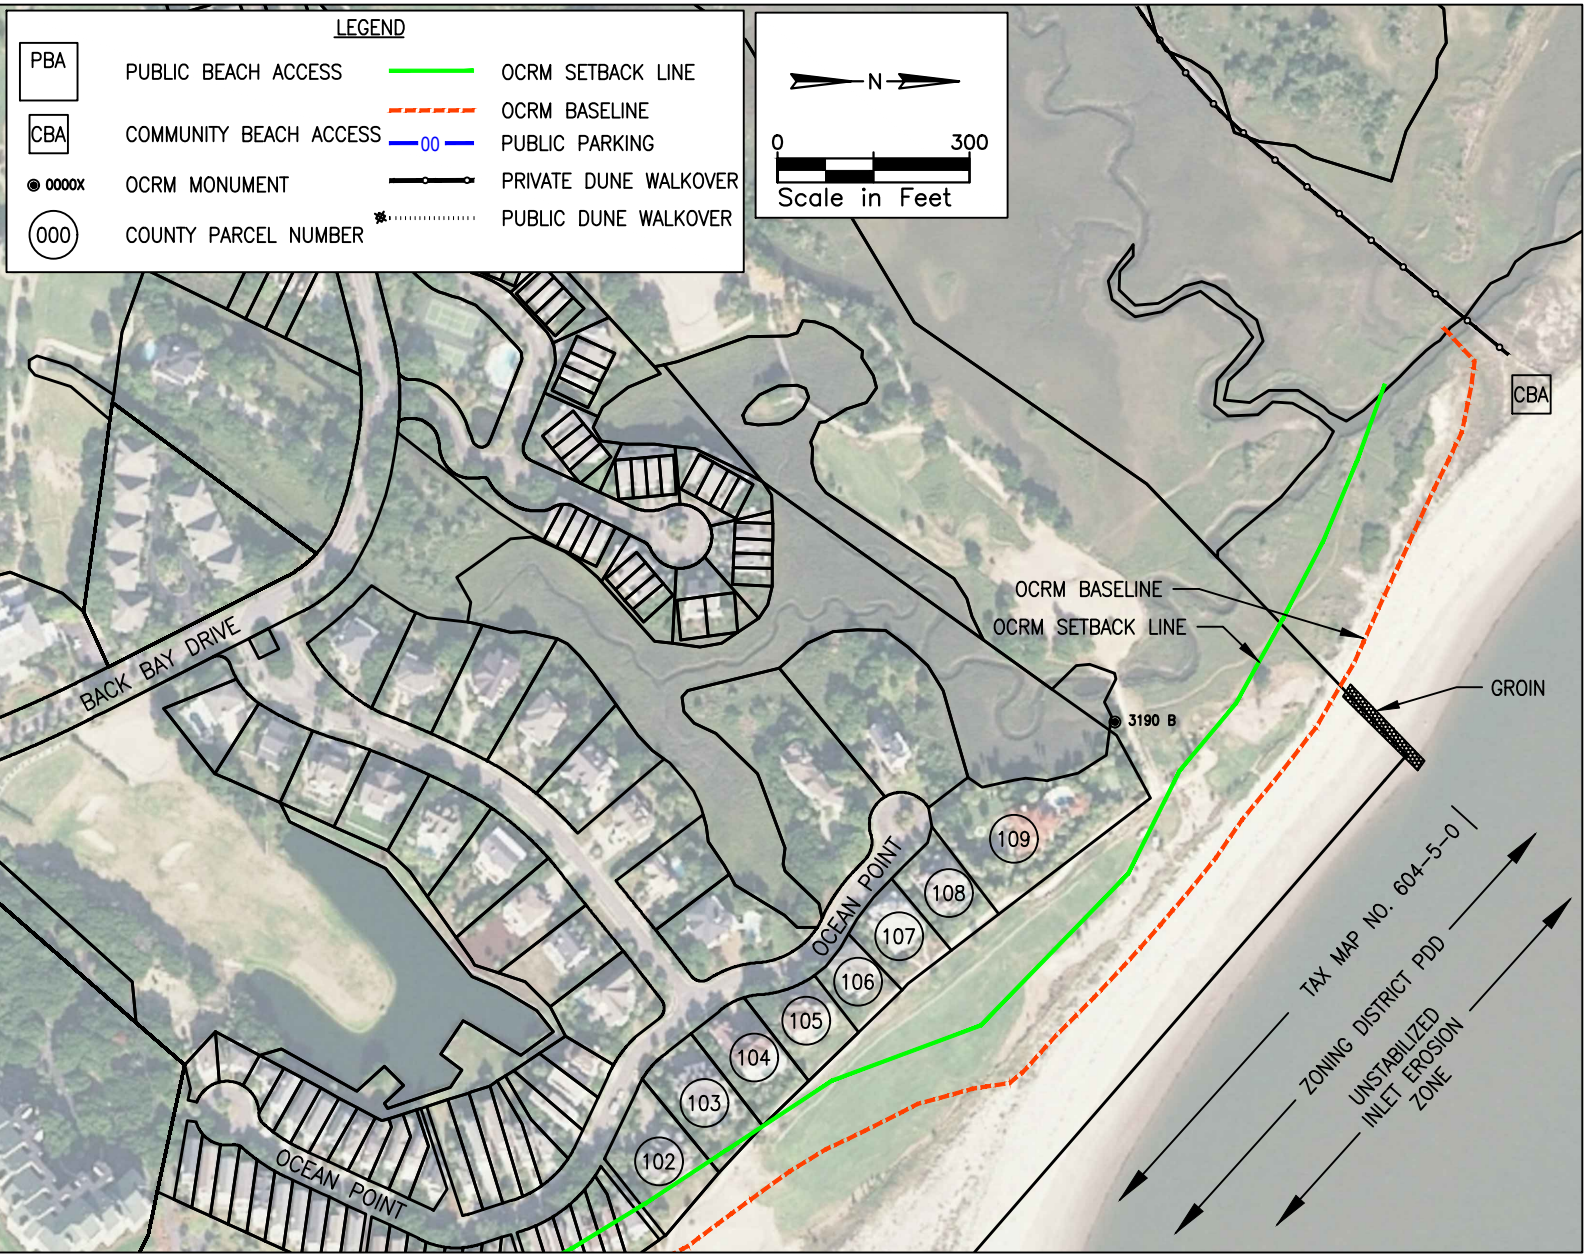 LEGEND
PBA
PUBLIC BEACH ACCESS
OCRM SETBACK LINE
OCRM BASELINE
CBA
COMMUNITY BEACH ACCESS
00
PUBLIC PARKING
0000X
OCRM MONUMENT
PRIVATE DUNE WALKOVER
PUBLIC DUNE WALKOVER
000
COUNTY PARCEL NUMBER
N
0 300
Scale in Feet
CBA
OCRM BASELINE
OCRM SETBACK LINE
BACK BAY DRIVE
GROIN
3190 B
109
108
107
106
105
104
103
102
OCEAN POINT
OCEAN POINT
TAX MAP NO. 604-5-0
ZONING DISTRICT PDD
UNSTABILIZED
INLET EROSION
ZONE